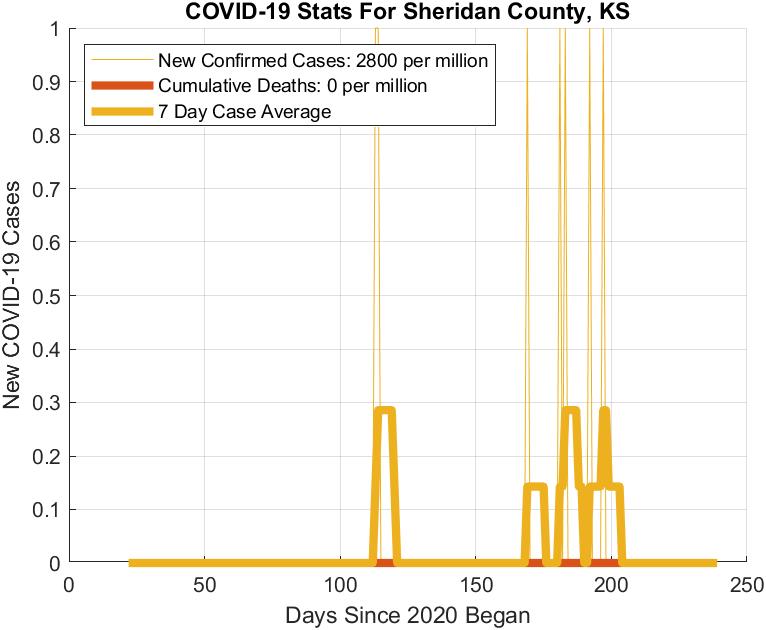 COVID-19 Stats For Sheridan County, KS
New Confirmed Cases: 2800 per million
Cumulative Deaths: 0 per million
7 Day Case Average
New COVID-19 Cases
1
0.9
0.8
0.7
0.6
0.5
0.4
0.3
0.2
0.1
0
0 50 100 150 200 250
Days Since 2020 Began